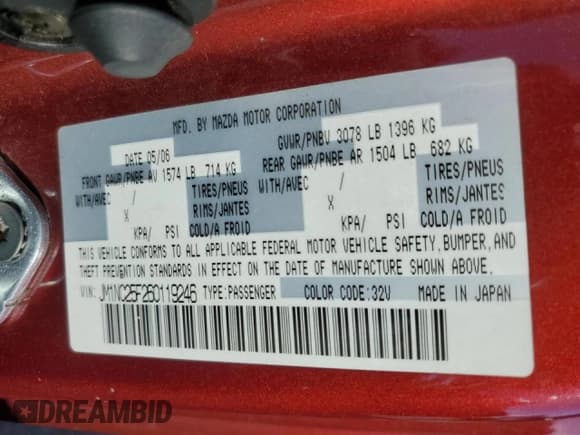 MFD. BY MAZDA MOTOR CORPORATION
DATE 05/06 GVWR/PNBV 3078 LB 1396 KG
FRONT GAWR/PNBE AV 1574 LB 714 KG REAR GAWR/PNBE AR 1504 LB 682 KG
WITH/AVEC / TIRES/PNEUS WITH/AVEC / TIRES/PNEUS
X RIMS/JANTES X RIMS/JANTES
KPA/ PSI COLD/A FROID KPA/ PSI COLD/A FROID
THIS VEHICLE CONFORMS TO ALL APPLICABLE FEDERAL MOTOR VEHICLE SAFETY, BUMPER, AND
THEFT PREVENTION STANDARDS IN EFFECT ON THE DATE OF MANUFACTURE SHOWN ABOVE.
VIN: JM1NC25F260119246 TYPE:PASSENGER COLOR CODE:32V MADE IN JAPAN
DREAMBID